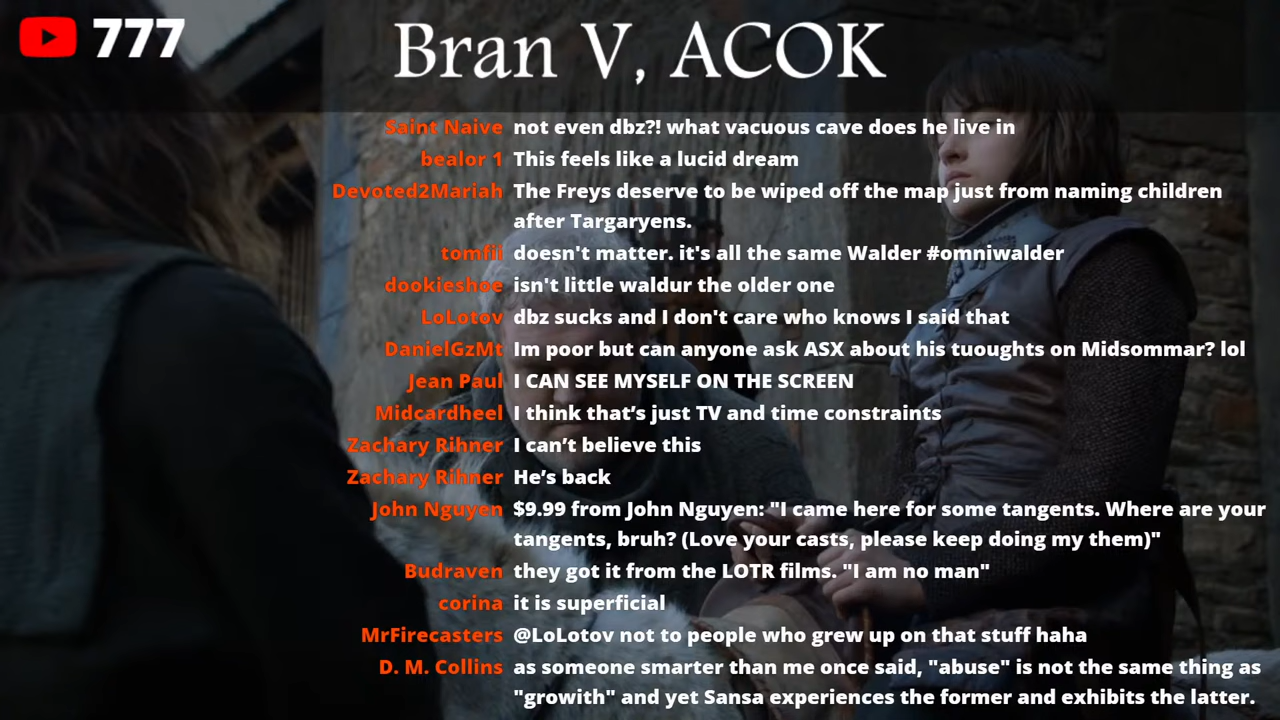 777
Bran V, ACOK
Saint Naive not even dbz?! what vacuous cave does he live in
bealor 1 This feels like a lucid dream
Devoted2Mariah The Freys deserve to be wiped off the map just from naming children
after Targaryens.
tomfii doesn't matter. it's all the same Walder #omniwalder
dookieshoe isn't little waldur the older one
LoLotov dbz sucks and I don't care who knows I said that
DanielGzMt Im poor but can anyone ask ASX about his tuoughts on Midsommar? lol
Jean Paul I CAN SEE MYSELF ON THE SCREEN
Midcardheel I think that’s just TV and time constraints
Zachary Rihner I can’t believe this
Zachary Rihner He’s back
John Nguyen $9.99 from John Nguyen: "I came here for some tangents. Where are your
tangents, bruh? (Love your casts, please keep doing my them)"
Budraven they got it from the LOTR films. "I am no man"
corina it is superficial
MrFirecasters @LoLotov not to people who grew up on that stuff haha
D. M. Collins as someone smarter than me once said, "abuse" is not the same thing as
"growith" and yet Sansa experiences the former and exhibits the latter.